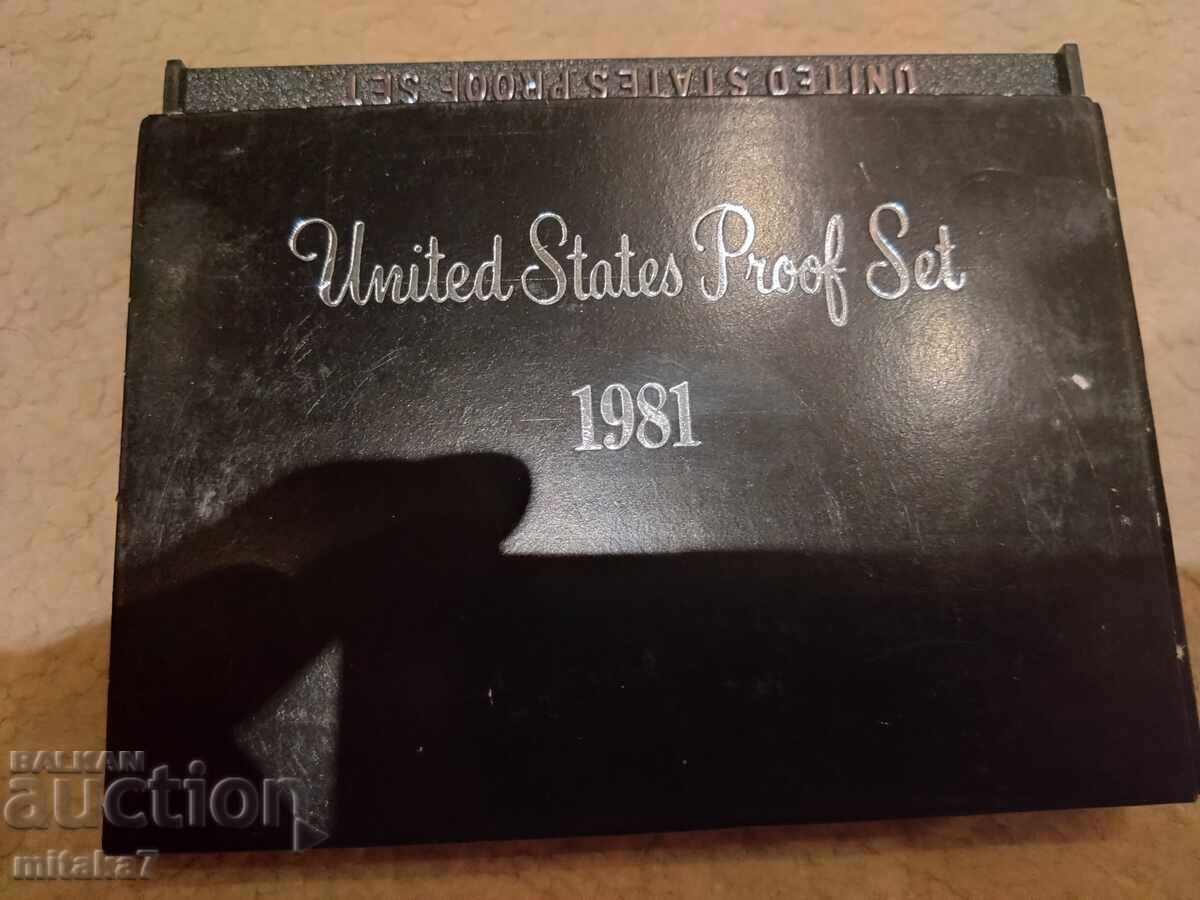 UNITED STATES PROOF SET
United States Proof Set
1981
BALKAN
auction
mitaka7